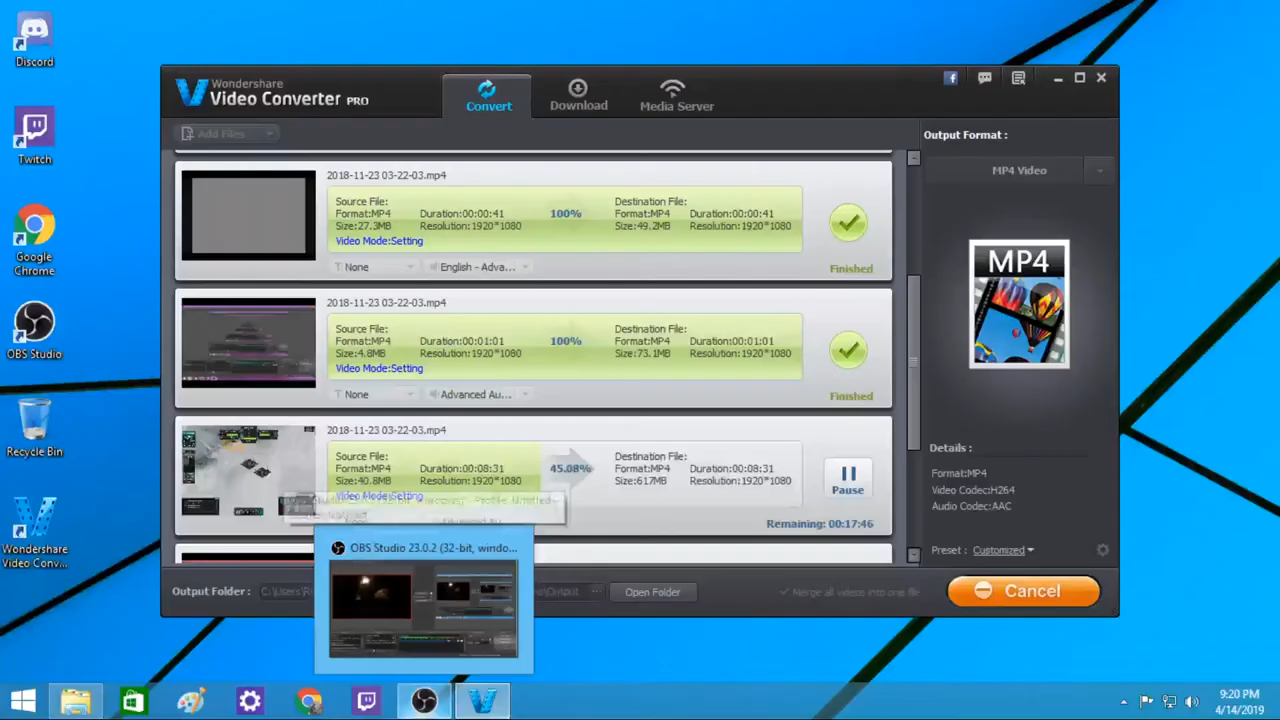 Discord
Twitch
Google
Chrome
OBS Studio
Recycle Bin
Wondershare
Video Conv...
Wondershare
Video Converter PRO
Convert
Download
Media Server
Add Files
Output Format :
MP4 Video
2018-11-23 03-22-03.mp4
Source File:
Format:MP4 Duration:00:00:41
Size:27.3MB Resolution:1920*1080
Video Mode:Setting
100%
Destination File:
Format:MP4 Duration:00:00:41
Size:49.2MB Resolution:1920*1080
Finished
T None
English - Adva...
2018-11-23 03-22-03.mp4
Source File:
Format:MP4 Duration:00:01:01
Size:4.8MB Resolution:1920*1080
Video Mode:Setting
100%
Destination File:
Format:MP4 Duration:00:01:01
Size:73.1MB Resolution:1920*1080
Finished
T None
Advanced Au...
2018-11-23 03-22-03.mp4
Source File:
Format:MP4 Duration:00:08:31
Size:40.8MB Resolution:1920*1080
Video Mode:Setting
45.08%
Destination File:
Format:MP4 Duration:00:08:31
Size:617MB Resolution:1920*1080
Pause
Remaining: 00:17:46
MP4
Details :
Format:MP4
Video Codec:H264
Audio Codec:AAC
Preset : Customized
OBS Studio 23.0.2 (32-bit, windo...
Output Folder :
Open Folder
Merge all videos into one file
Cancel
9:20 PM
4/14/2019